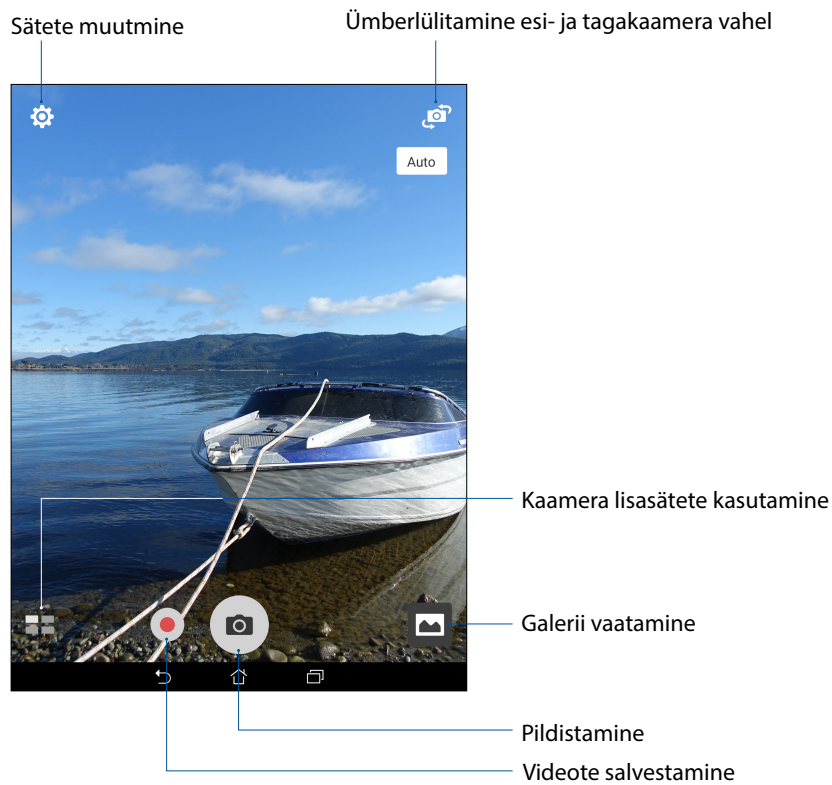 Sätete muutmine
Ümberlülitamine esi- ja tagakaamera vahel
Auto
Kaamera lisasätete kasutamine
Galerii vaatamine
Pildistamine
Videote salvestamine